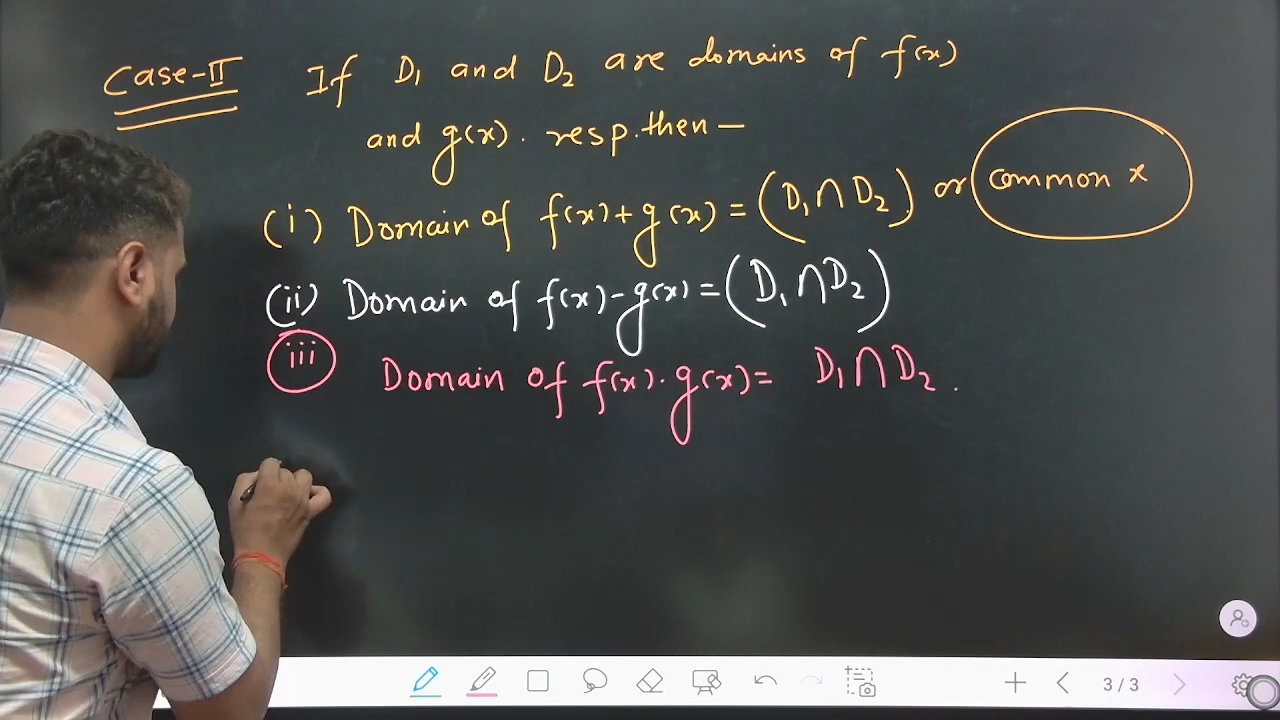 Case-II If D₁ and D₂ are domains of f(x)
and g(x). resp. then —
(i) Domain of f(x)+g(x) = (D₁∩D₂) or common x
(ii) Domain of f(x)-g(x) = (D₁∩D₂)
iii Domain of f(x).g(x) = D₁∩D₂.
3/3